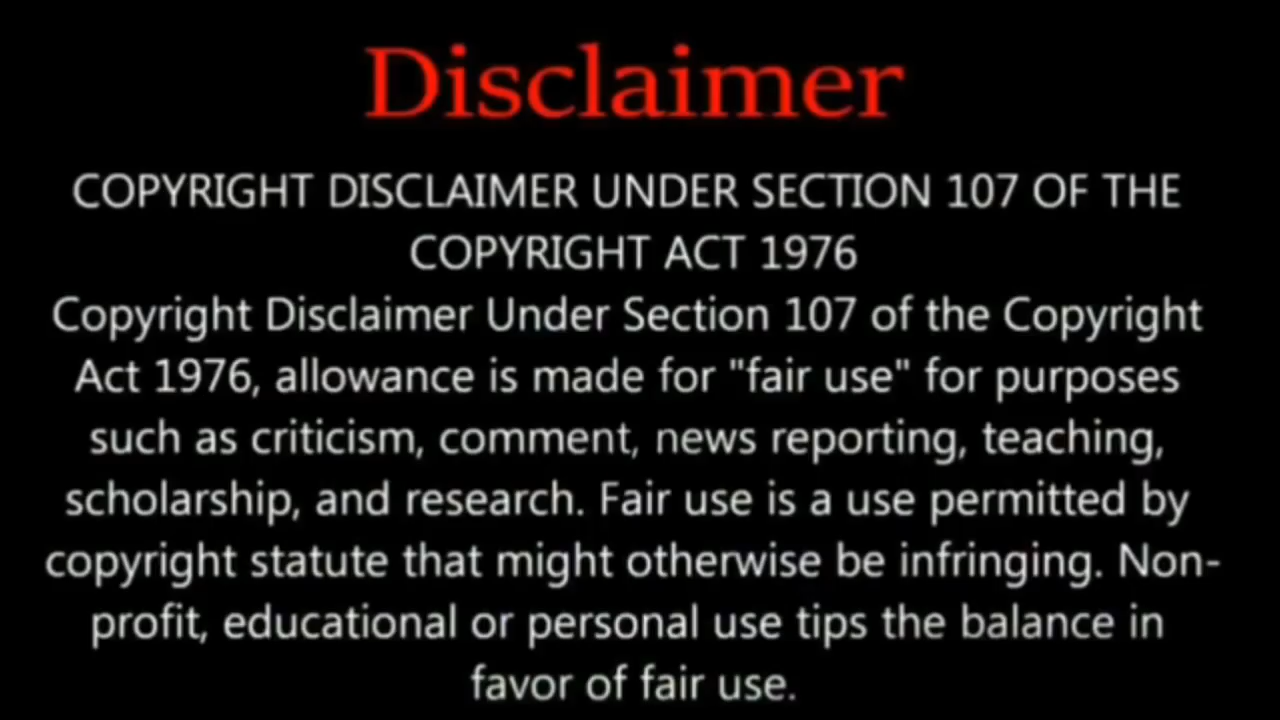 Disclaimer
COPYRIGHT DISCLAIMER UNDER SECTION 107 OF THE
COPYRIGHT ACT 1976
Copyright Disclaimer Under Section 107 of the Copyright
Act 1976, allowance is made for "fair use" for purposes
such as criticism, comment, news reporting, teaching,
scholarship, and research. Fair use is a use permitted by
copyright statute that might otherwise be infringing. Non-
profit, educational or personal use tips the balance in
favor of fair use.